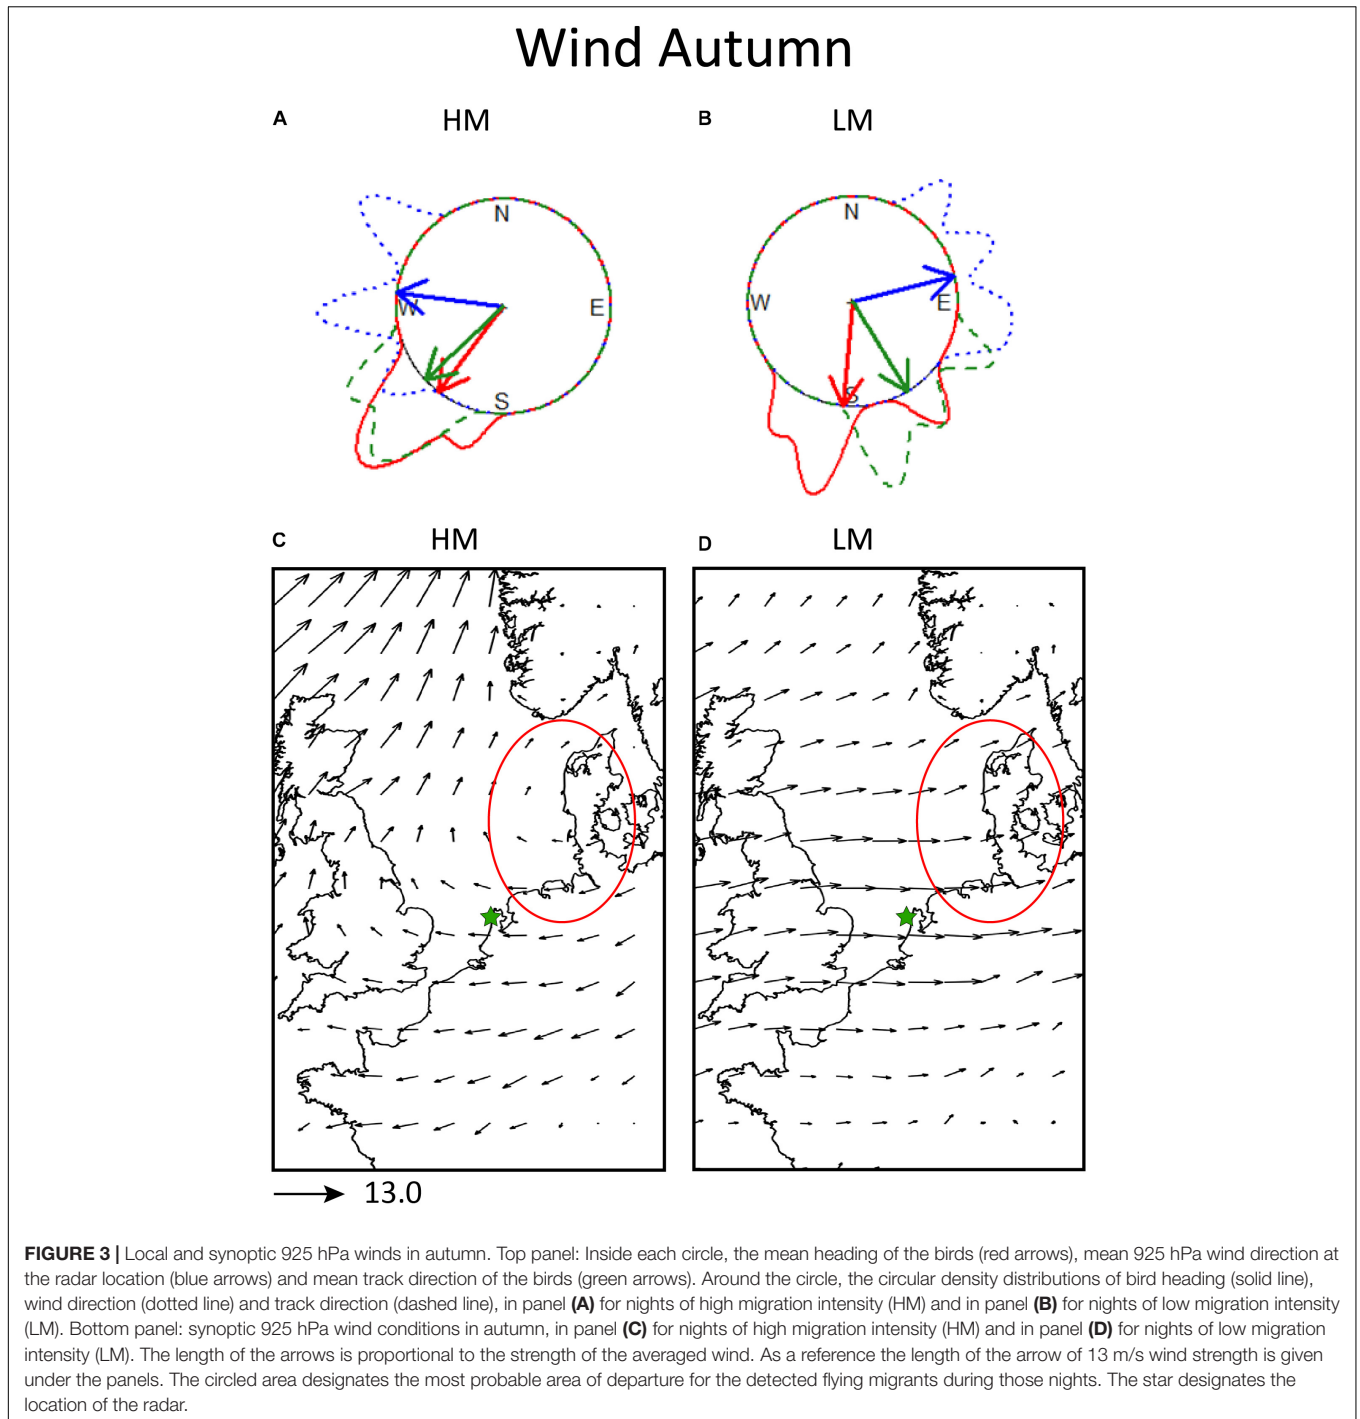 Wind Autumn
A
HM
B
LM
N
W
E
S
N
W
E
S
C
HM
D
LM
13.0
FIGURE 3 | Local and synoptic 925 hPa winds in autumn. Top panel: Inside each circle, the mean heading of the birds (red arrows), mean 925 hPa wind direction at
the radar location (blue arrows) and mean track direction of the birds (green arrows). Around the circle, the circular density distributions of bird heading (solid line),
wind direction (dotted line) and track direction (dashed line), in panel (A) for nights of high migration intensity (HM) and in panel (B) for nights of low migration intensity
(LM). Bottom panel: synoptic 925 hPa wind conditions in autumn, in panel (C) for nights of high migration intensity (HM) and in panel (D) for nights of low migration
intensity (LM). The length of the arrows is proportional to the strength of the averaged wind. As a reference the length of the arrow of 13 m/s wind strength is given
under the panels. The circled area designates the most probable area of departure for the detected flying migrants during those nights. The star designates the
location of the radar.